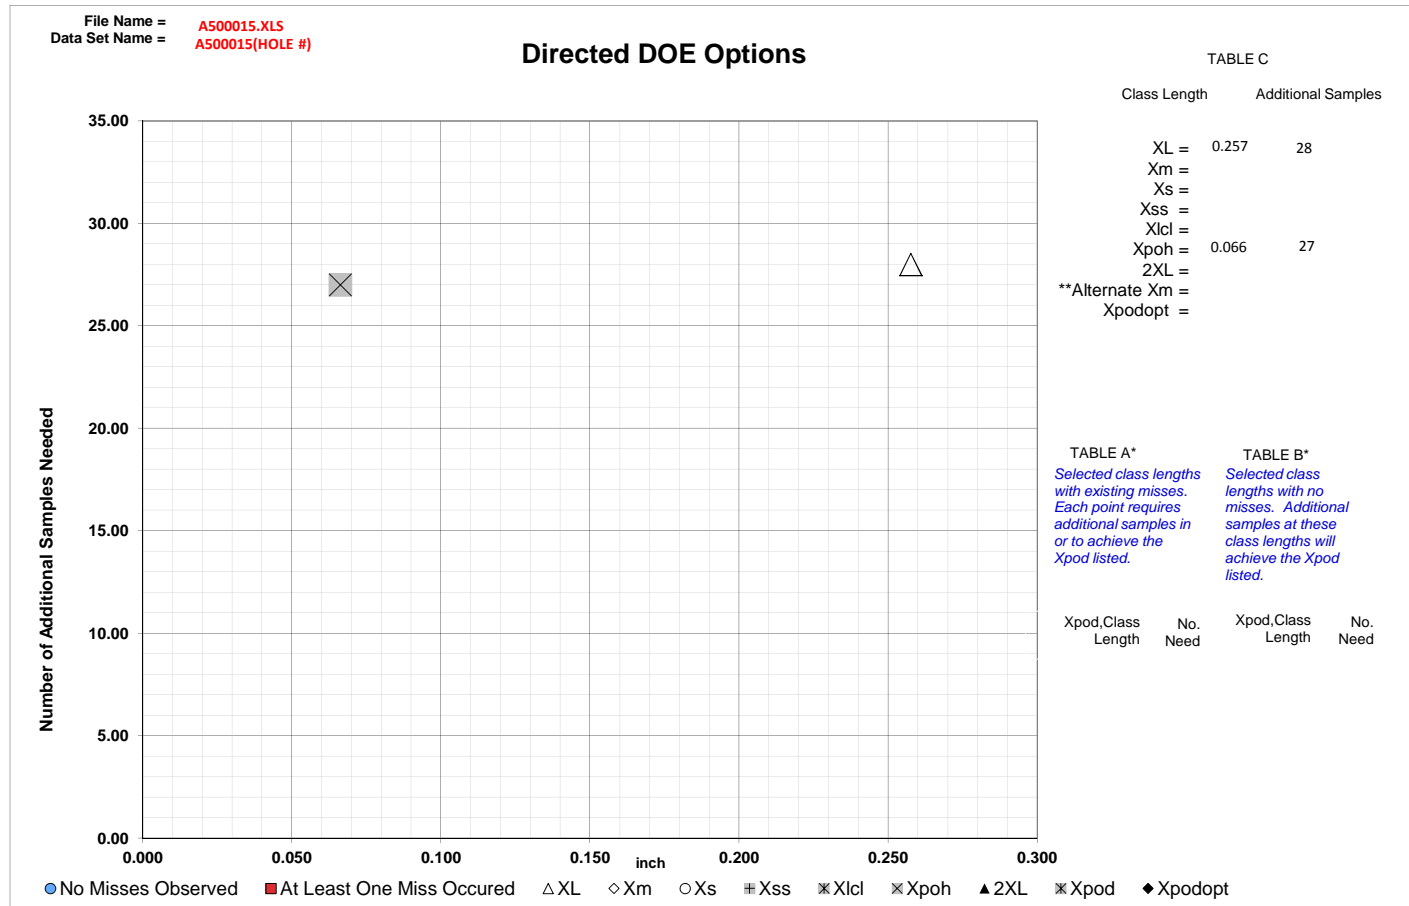 File Name =
A500015.XLS
Data Set Name =
A500015(HOLE #)
Directed DOE Options
TABLE C
Class Length Additional Samples
XL = 0.257 28
Xm =
Xs =
Xss =
Xlcl =
Xpoh = 0.066 27
2XL =
**Alternate Xm =
Xpodopt =
TABLE A*
Selected class lengths
with existing misses.
Each point requires
additional samples in
or to achieve the
Xpod listed.
TABLE B*
Selected class
lengths with no
misses. Additional
samples at these
class lengths will
achieve the Xpod
listed.
Xpod,Class
Length
No.
Need
Xpod,Class
Length
No.
Need
Number of Additional Samples Needed
35.00
30.00
25.00
20.00
15.00
10.00
5.00
0.00
0.000 0.050 0.100 0.150 0.200 0.250 0.300
inch
No Misses Observed At Least One Miss Occured XL Xm Xs Xss Xlcl Xpoh 2XL Xpod Xpodopt